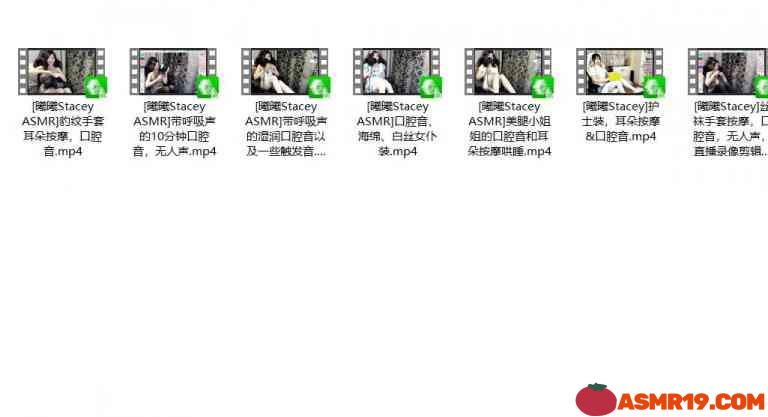 [曦曦Stacey
ASMR]豹纹手套
耳朵按摩，口腔
音.mp4
[曦曦Stacey
ASMR]带呼吸声
的10分钟口腔
音，无人声.mp4
[曦曦Stacey
ASMR]带呼吸声
的湿润口腔音以
及一些触发音....
[曦曦Stacey
ASMR]口腔音、
海绵、白丝女仆
装.mp4
[曦曦Stacey
ASMR]美腿小姐
姐的口腔音和耳
朵按摩哄睡.mp4
[曦曦Stacey]护
士装，耳朵按摩
&口腔音.mp4
[曦曦Stacey
ASMR]丝
袜手套按摩，口
腔音，无人声，
直播录像剪辑...
ASMR19.COM